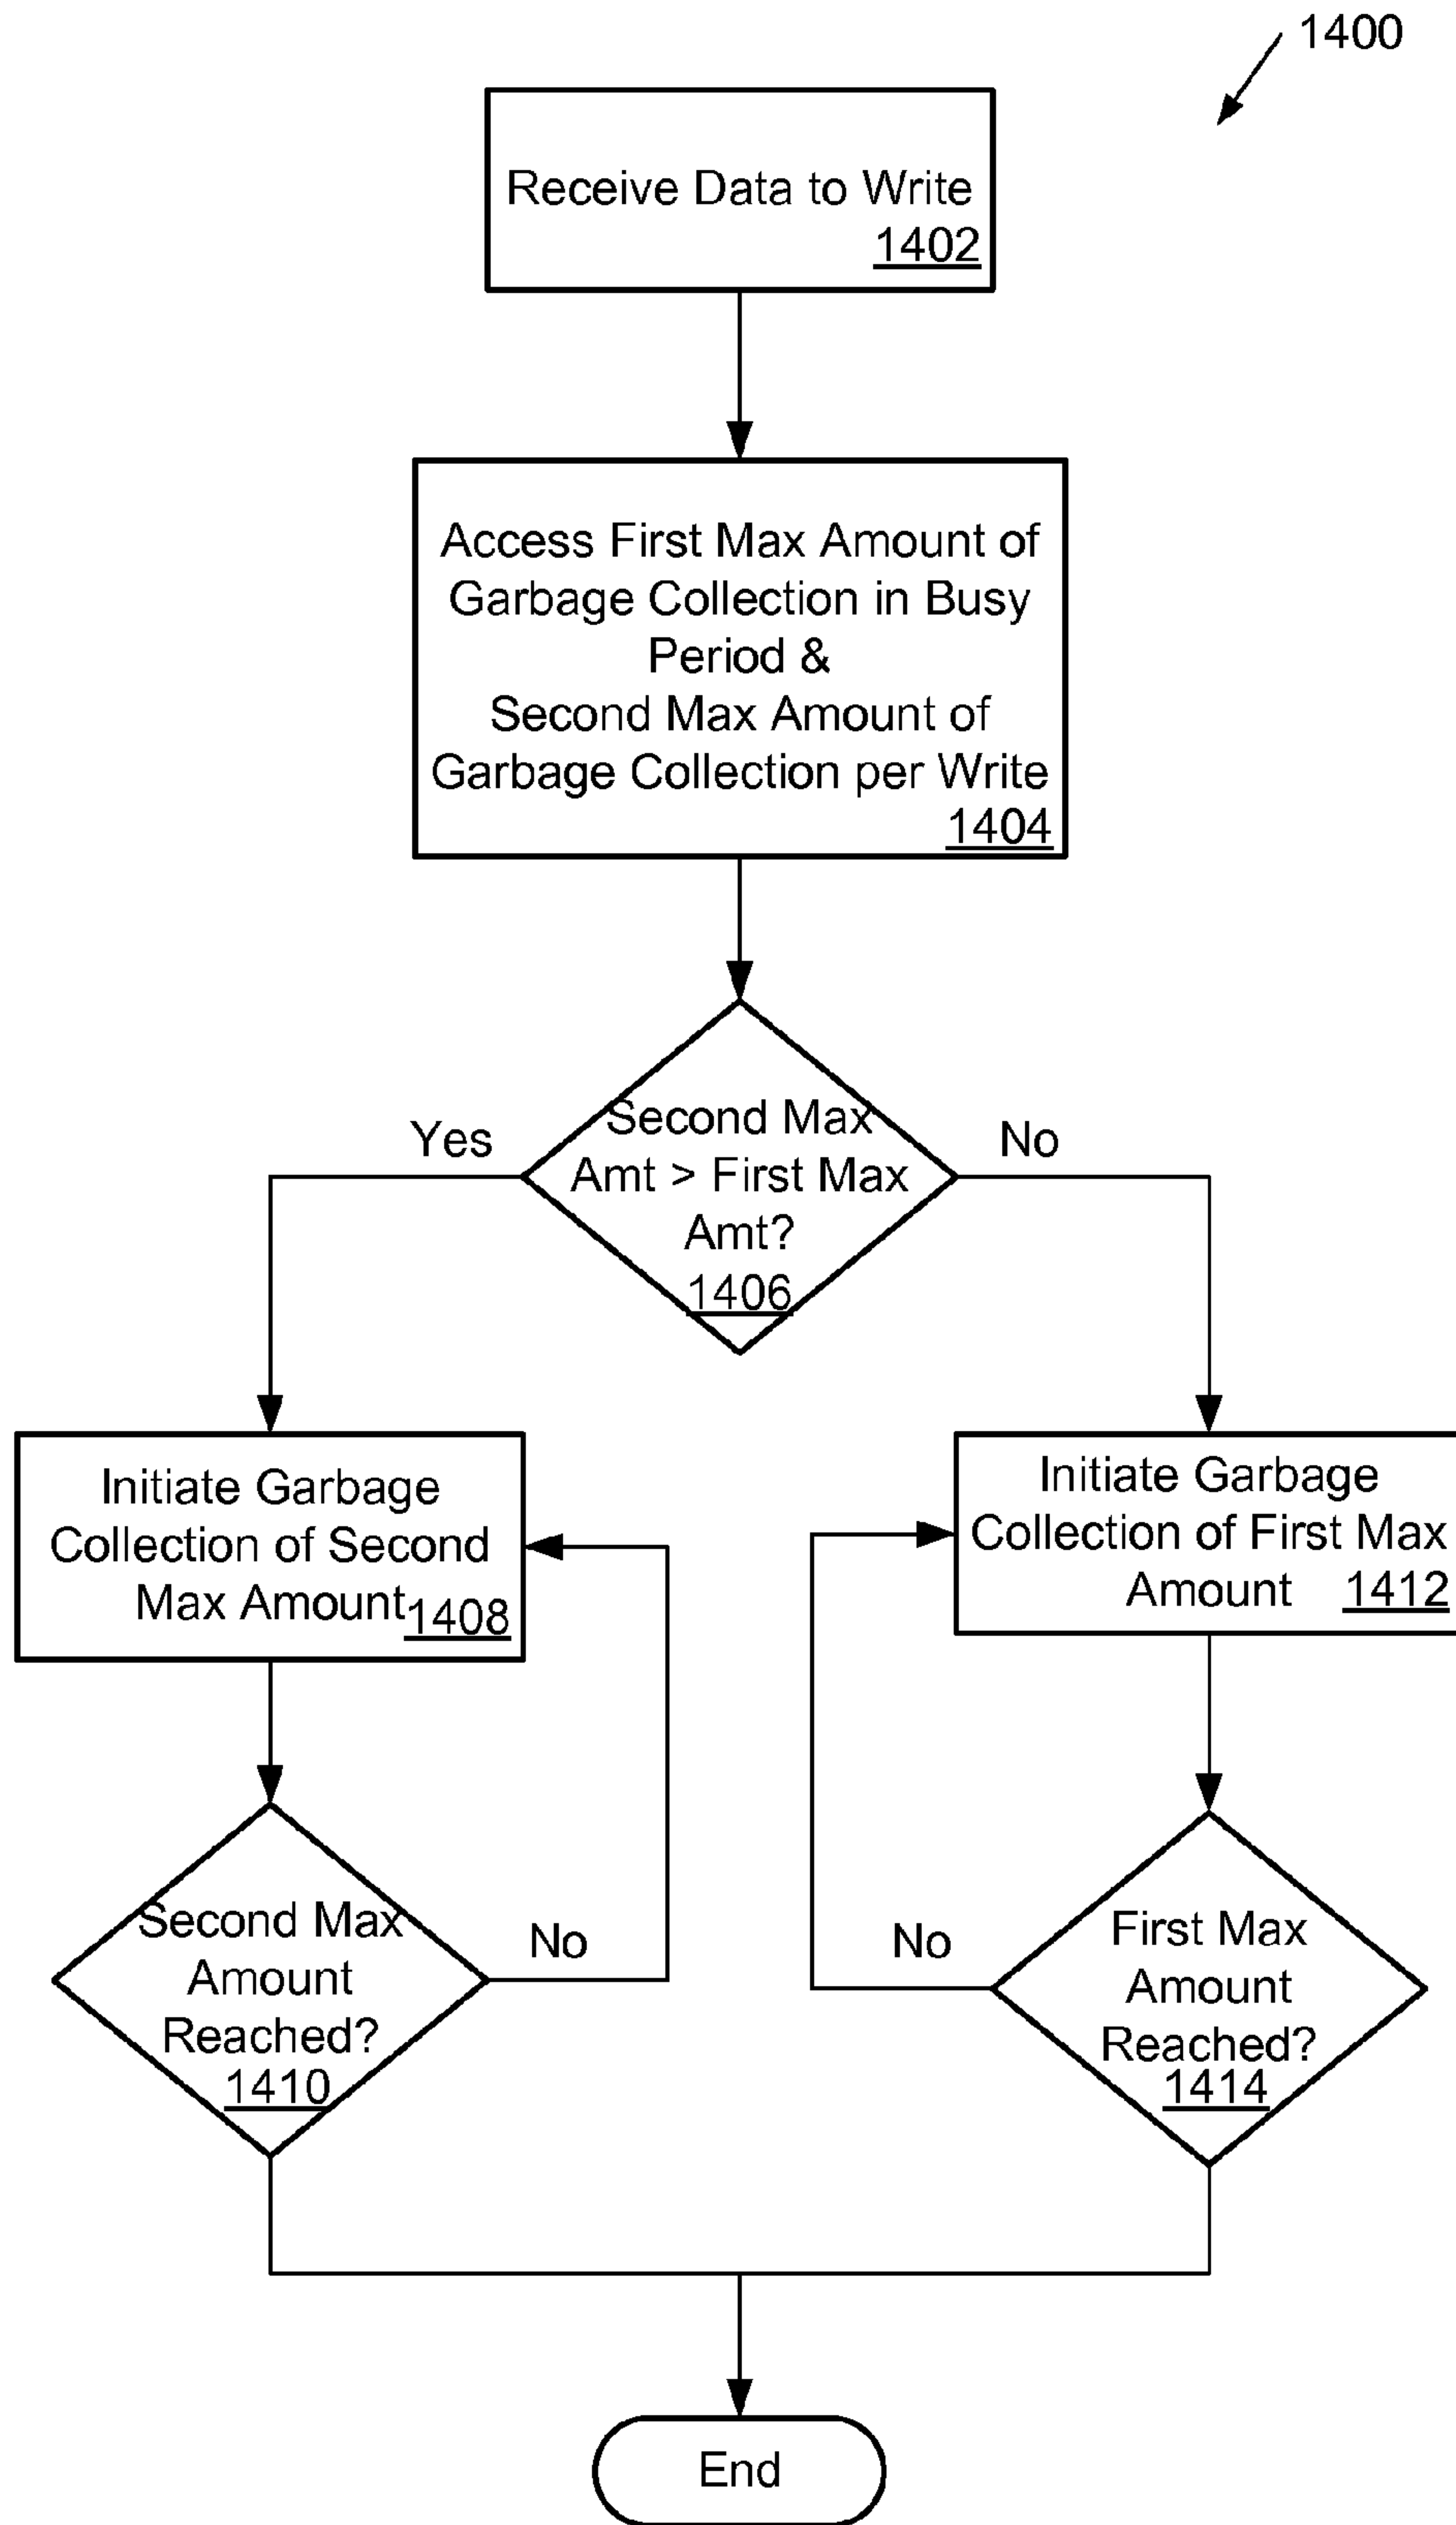 1400
Receive Data to Write
1402
Access First Max Amount of
Garbage Collection in Busy
Period &
Second Max Amount of
Garbage Collection per Write
1404
Second Max
Amt > First Max
Amt?
1406
Yes
No
Initiate Garbage
Collection of Second
Max Amount
1408
Initiate Garbage
Collection of First Max
Amount 1412
Second Max
Amount
Reached?
1410
No
No
First Max
Amount
Reached?
1414
End